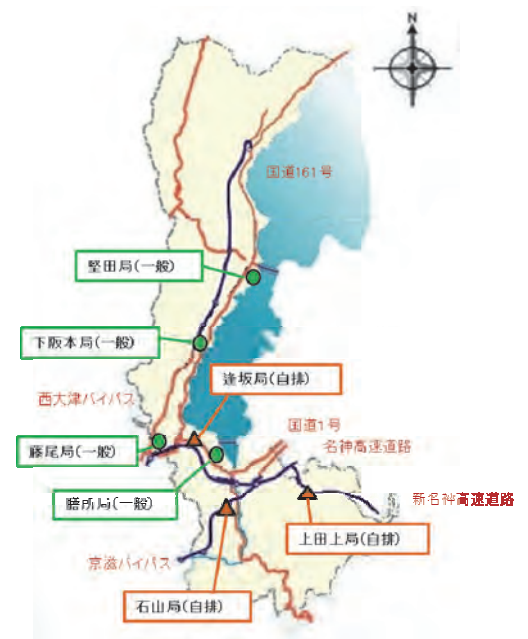 N
国道161号
堅田局(一般)
下阪本局(一般)
逢坂局(自排)
西大津バイパス
国道1号
名神高速道路
藤尾局(一般)
膳所局(一般)
新名神高速道路
上田上局(自排)
京滋バイパス
石山局(自排)